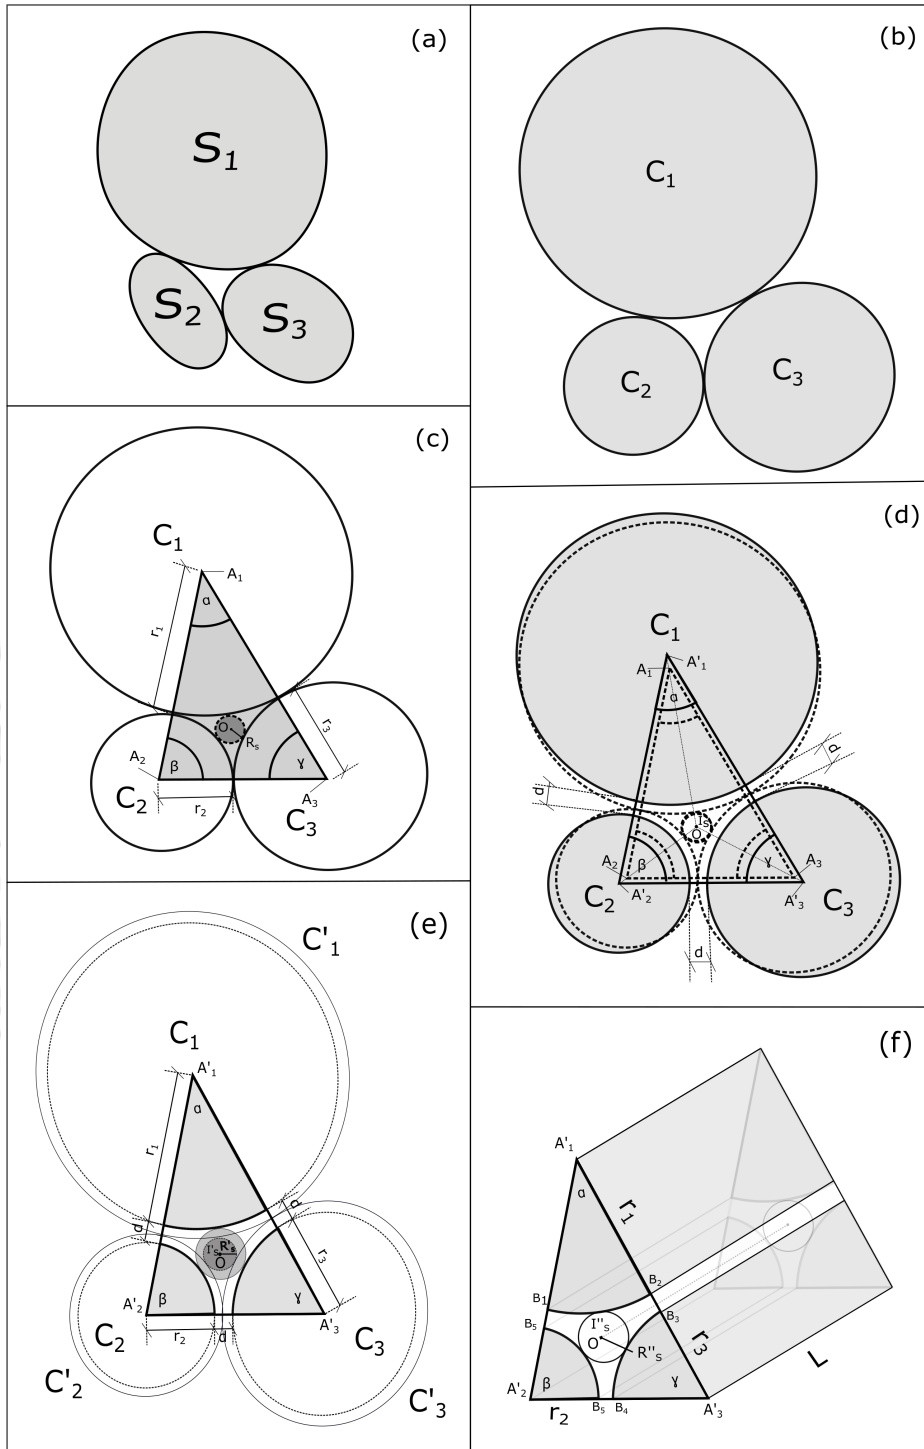 (a)
S1
S2
S3
(b)
C1
C2
C3
(c)
C1
A1
α
r1
O
Rs
r3
A2
β
ɣ
A3
C2
r2
C3
(d)
C1
A1
A'1
α
d
d
Is
O
A2
β
ɣ
A3
C2
A'2
A'3
C3
d
(e)
C'1
C1
A'1
α
r1
d
d
I's
R's
O
r3
A'2
β
ɣ
A'3
C2
r2
d
C3
C'2
C'3
(f)
A'1
α
r1
B1
B2
B5
I''s
B3
O
R''s
r3
L
A'2
β
ɣ
A'3
r2
B5
B4